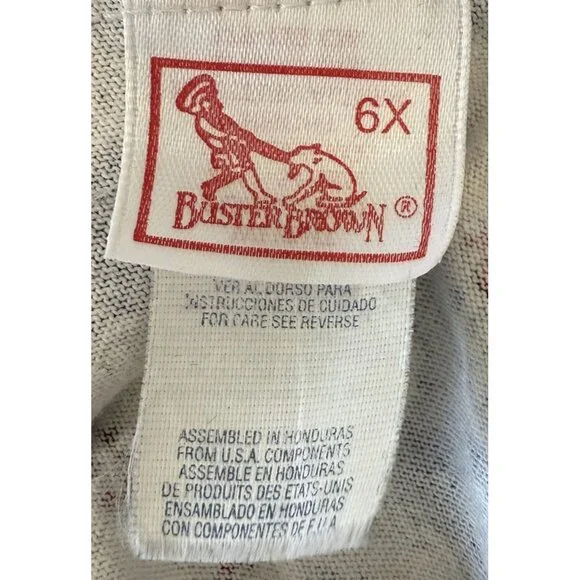 6X
BUSTER BROWN ®
VER AL DORSO PARA
INSTRUCCIONES DE CUIDADO
FOR CARE SEE REVERSE
ASSEMBLED IN HONDURAS
FROM U.S.A. COMPONENTS
ASSEMBLE EN HONDURAS
DE PRODUITS DES ETATS-UNIS
ENSAMBLADO EN HONDURAS
CON COMPONENTES DE E.U.A